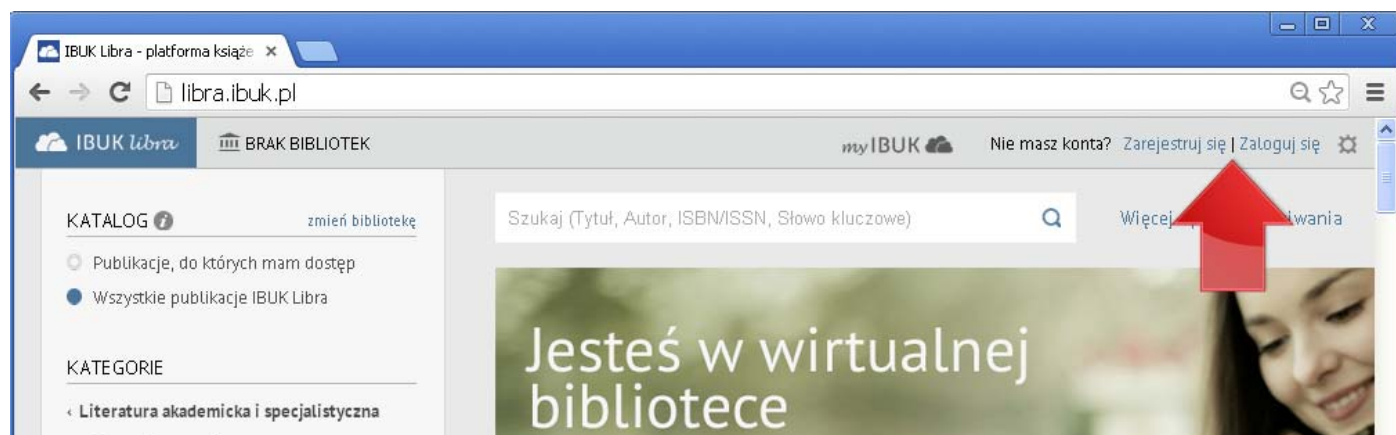 IBUK Libra - platforma książe
libra.ibuk.pl
IBUK libra BRAK BIBLIOTEK myIBUK Nie masz konta? Zarejestruj się | Zaloguj się
KATALOG zmień bibliotekę
Szukaj (Tytuł, Autor, ISBN/ISSN, Słowo kluczowe) Więcej
Publikacje, do których mam dostęp
Wszystkie publikacje IBUK Libra
KATEGORIE
‹ Literatura akademicka i specjalistyczna
Jesteś w wirtualnej
bibliotece